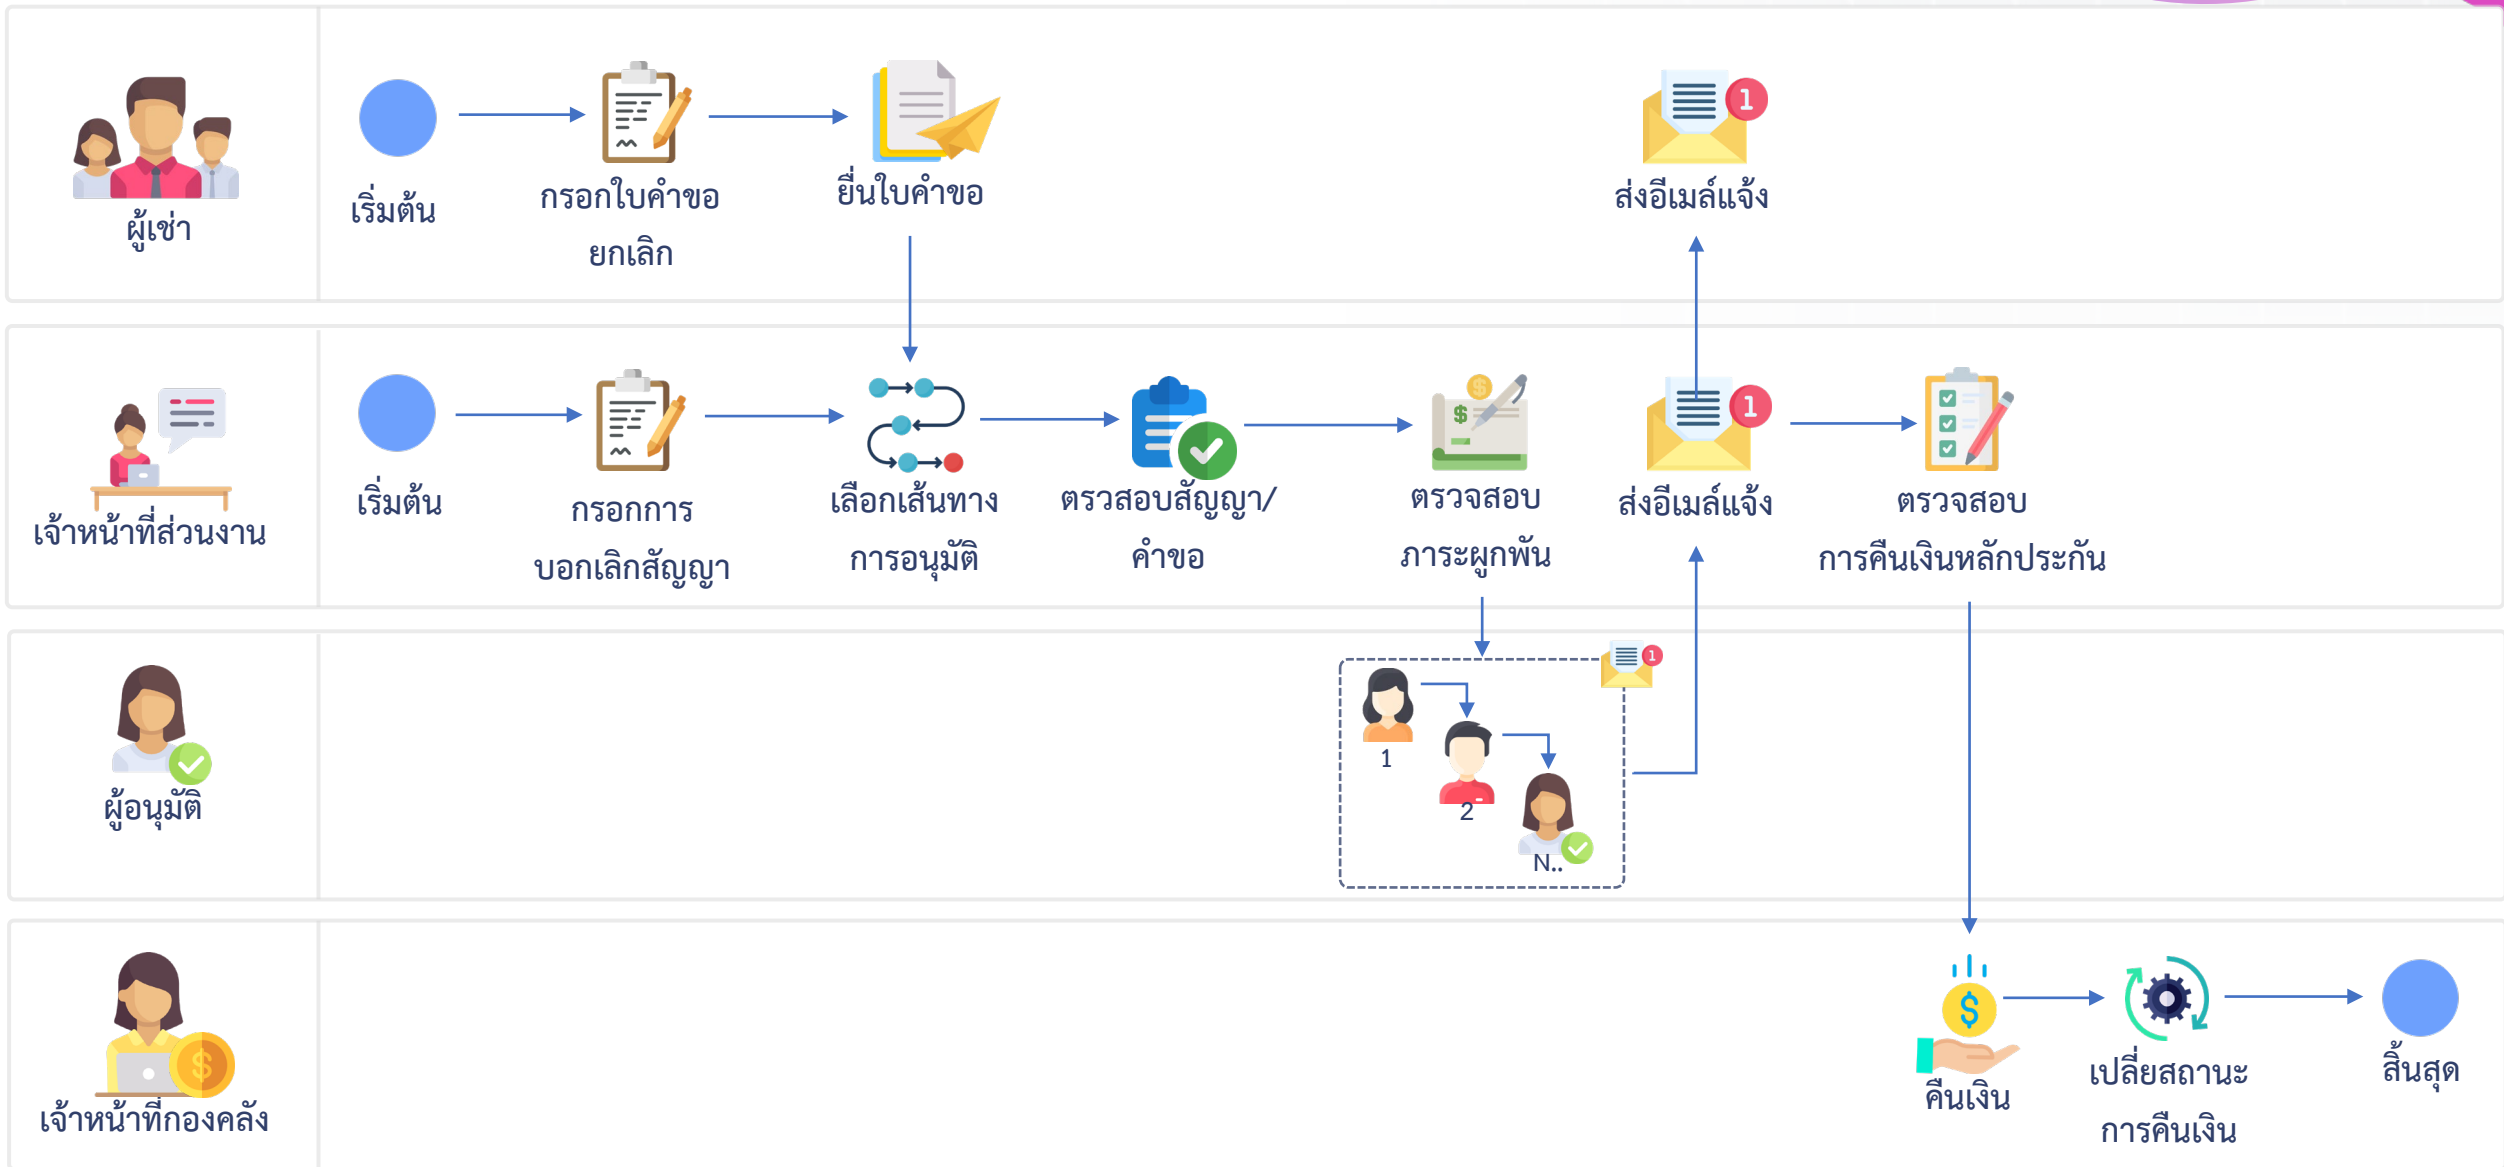 ผู้เช่า
เริ่มต้น
กรอกใบคำขอ
ยกเลิก
ยื่นใบคำขอ
1
ส่งอีเมล์แจ้ง
เจ้าหน้าที่ส่วนงาน
เริ่มต้น
กรอกการ
บอกเลิกสัญญา
เลือกเส้นทาง
การอนุมัติ
ตรวสอบสัญญา/
คำขอ
$
$
ตรวจสอบ
ภาระผูกพัน
1
ส่งอีเมล์แจ้ง
ตรวจสอบ
การคืนเงินหลักประกัน
ผู้อนุมัติ
1
1
2
N..
$
เจ้าหน้าที่กองคลัง
$
คืนเงิน
เปลี่ยสถานะ
การคืนเงิน
สิ้นสุด